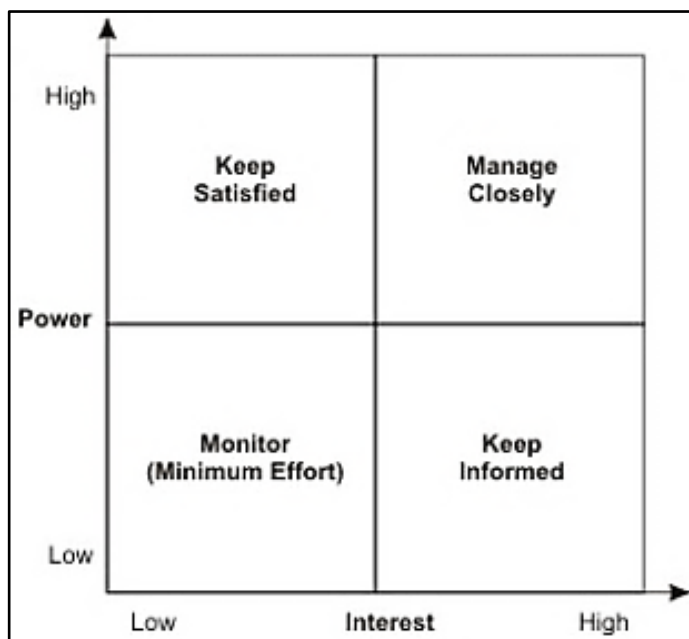 High
Keep
Satisfied
Manage
Closely
Power
Monitor
(Minimum Effort)
Keep
Informed
Low
Low
Interest
High